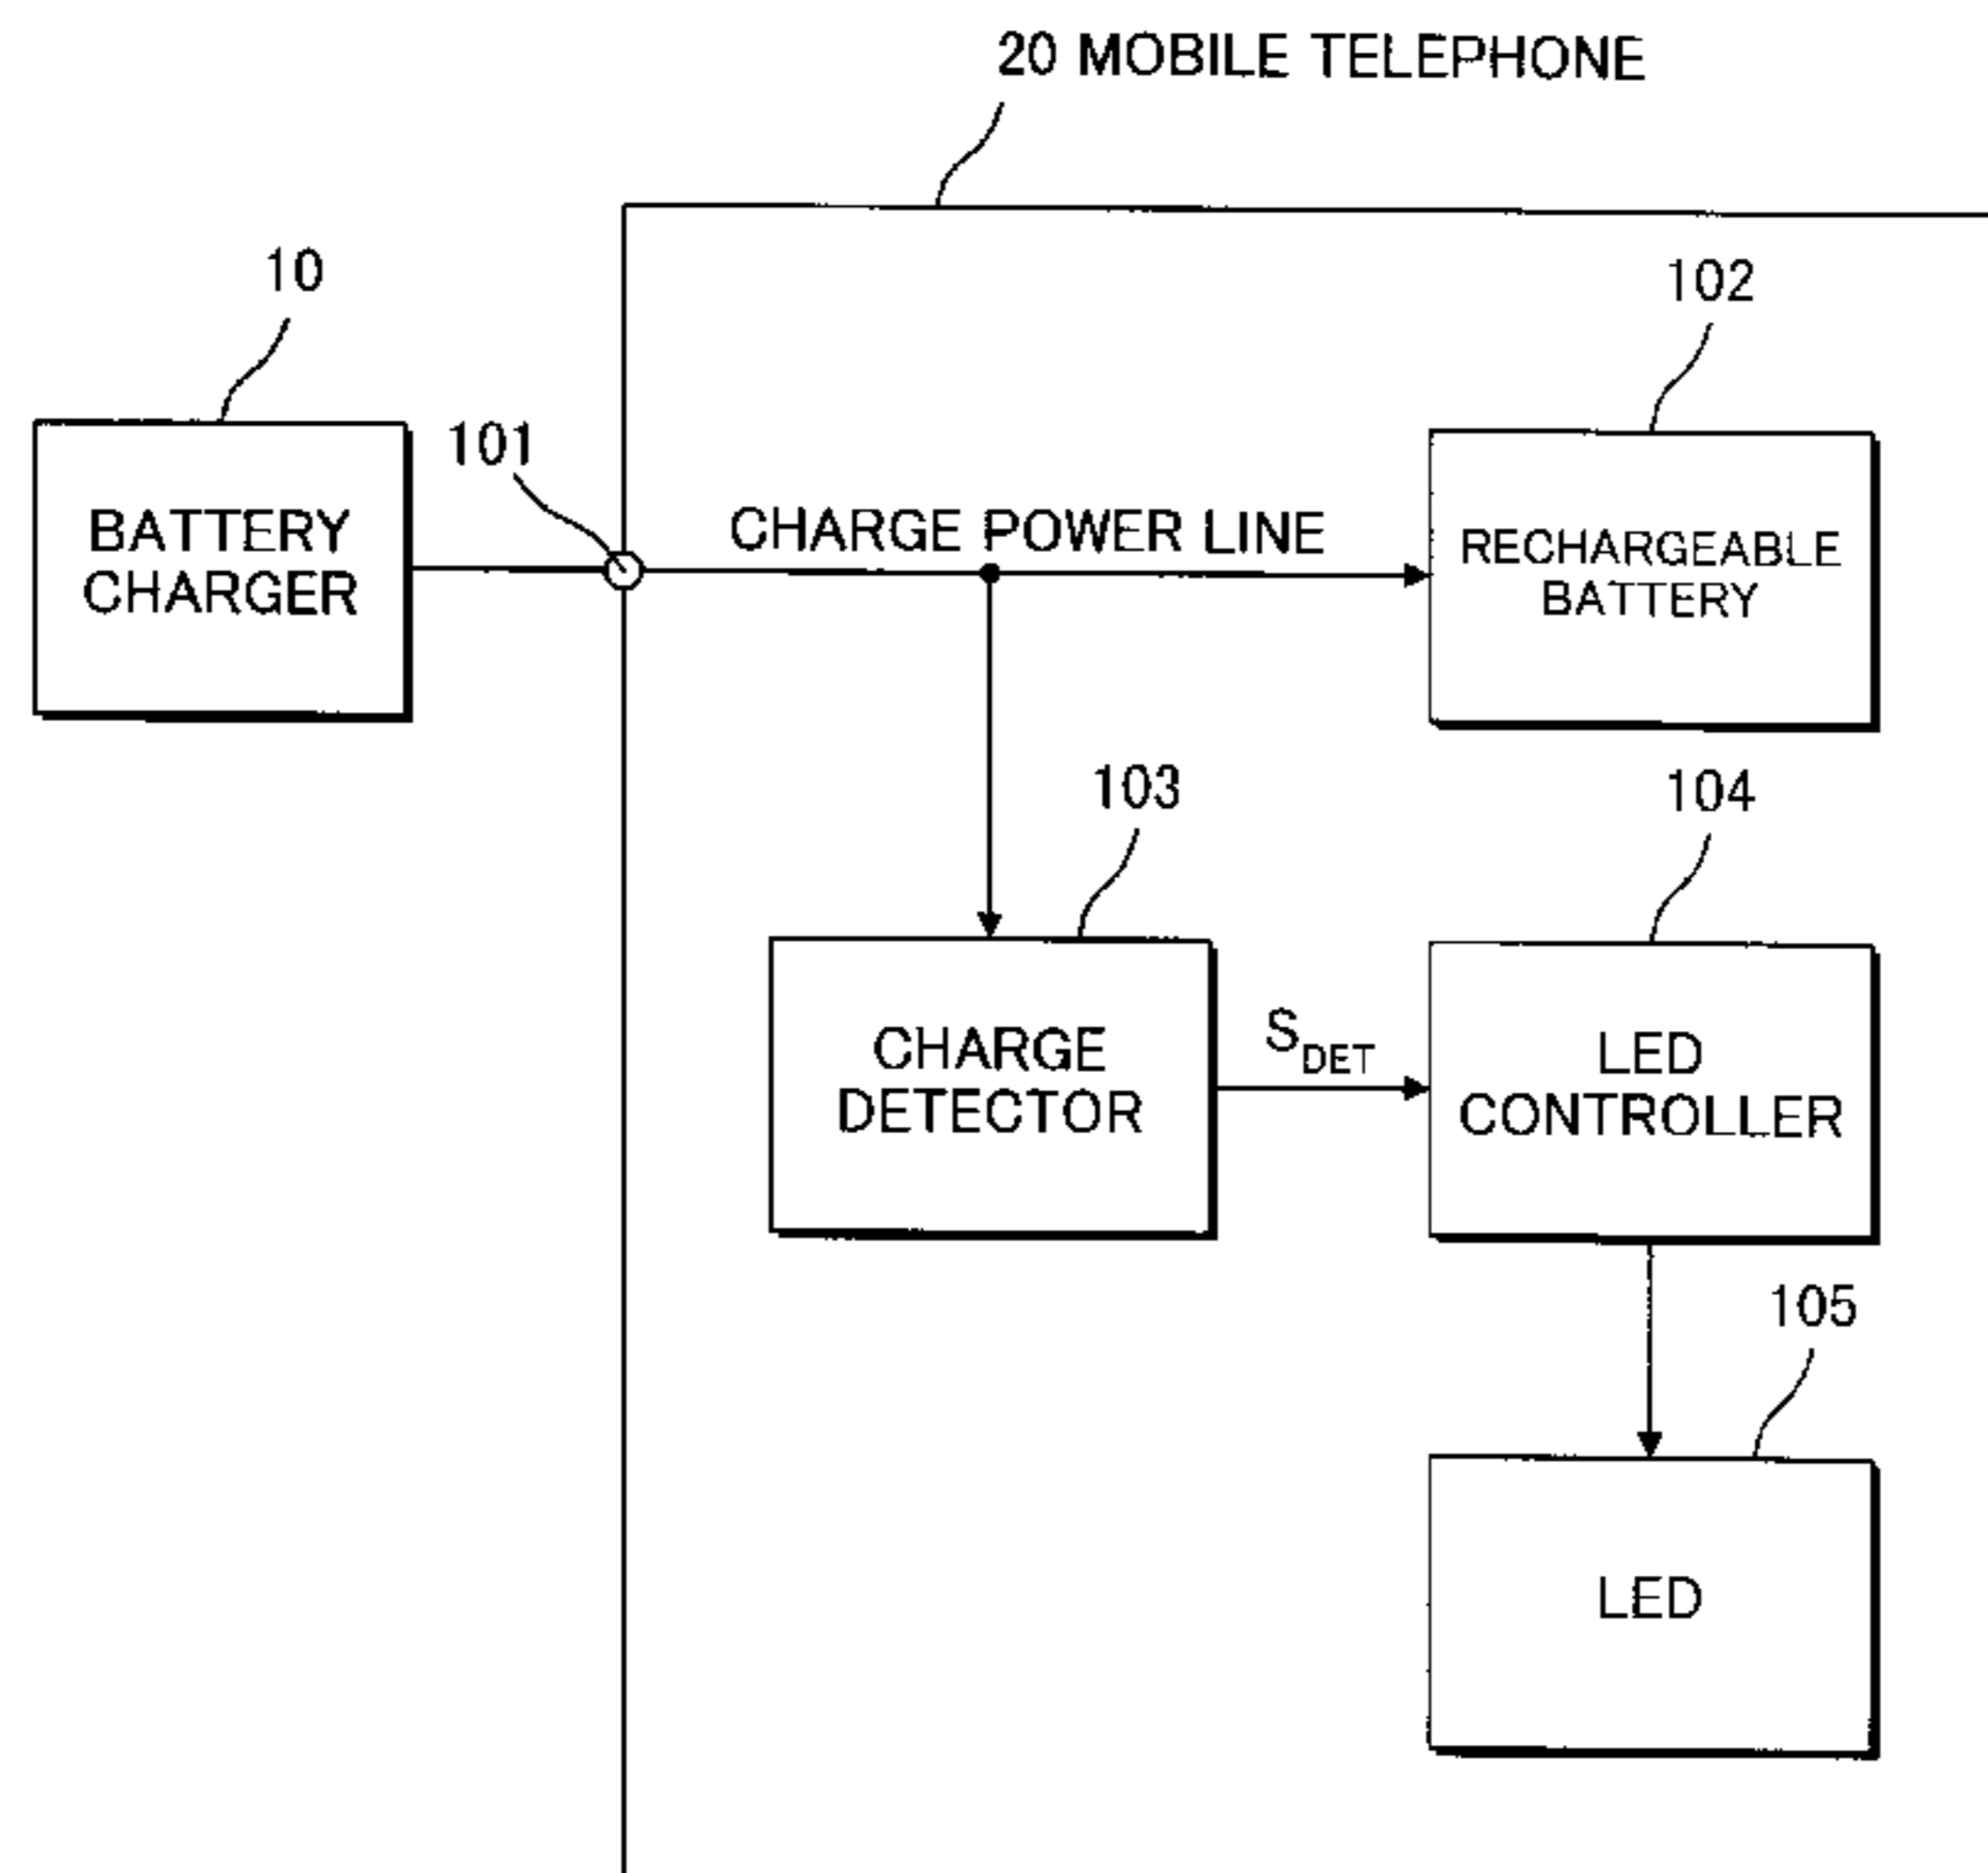 20 MOBILE TELEPHONE
10
102
101
BATTERY
CHARGER
CHARGE POWER LINE
RECHARGEABLE
BATTERY
103
104
CHARGE
DETECTOR
S_DET
LED
CONTROLLER
105
LED